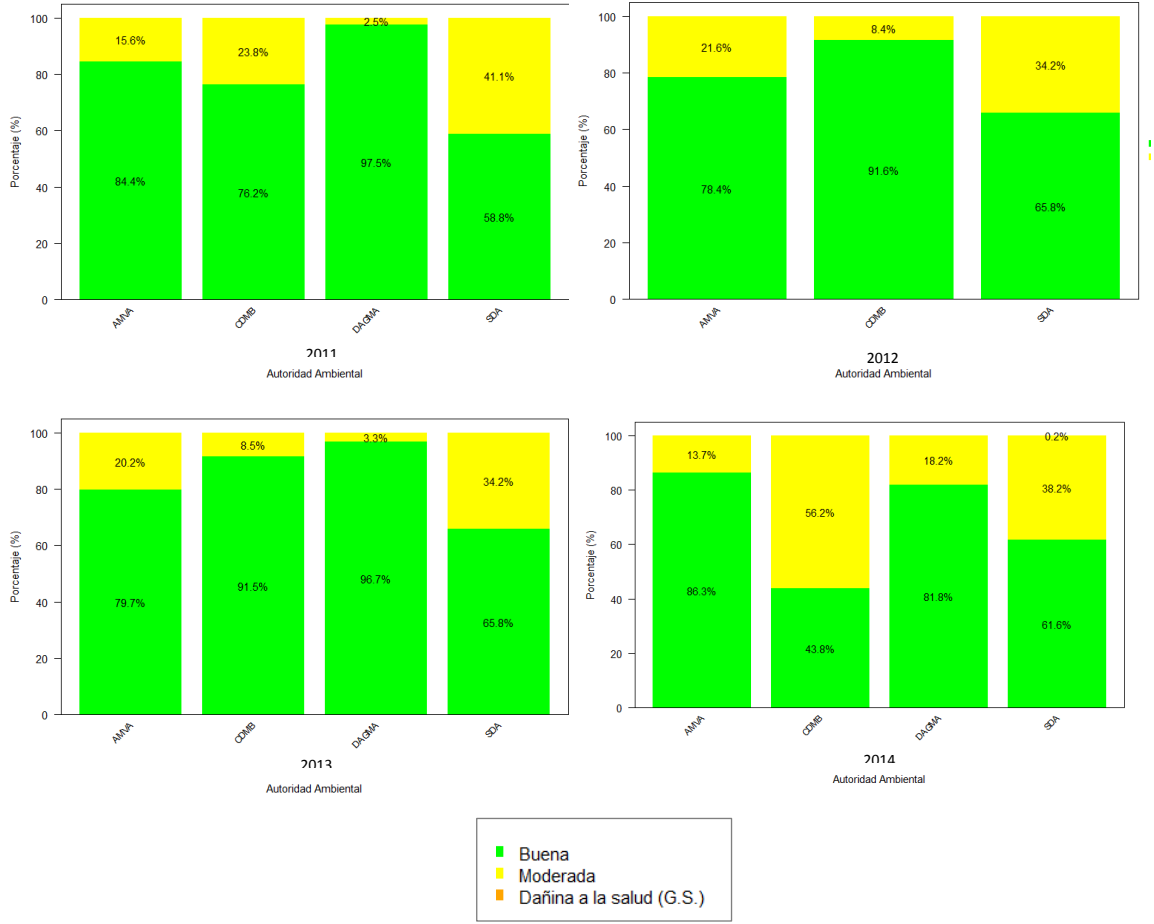 100
80
60
40
20
0
Porcentaje (%)
15.6%
84.4%
23.8%
76.2%
2.5%
97.5%
41.1%
58.8%
AMVA
CDMB
DAGMA
SDA
2011
Autoridad Ambiental
100
80
60
40
20
0
Porcentaje (%)
21.6%
78.4%
8.4%
91.6%
34.2%
65.8%
AMVA
CDMB
SDA
2012
Autoridad Ambiental
100
80
60
40
20
0
Porcentaje (%)
20.2%
79.7%
8.5%
91.5%
3.3%
96.7%
34.2%
65.8%
AMVA
CDMB
DAGMA
SDA
2013
Autoridad Ambiental
100
80
60
40
20
0
Porcentaje (%)
13.7%
86.3%
56.2%
43.8%
18.2%
81.8%
0.2%
38.2%
61.6%
AMVA
CDMB
DAGMA
SDA
2014
Autoridad Ambiental
Buena
Moderada
Dañina a la salud (G.S.)